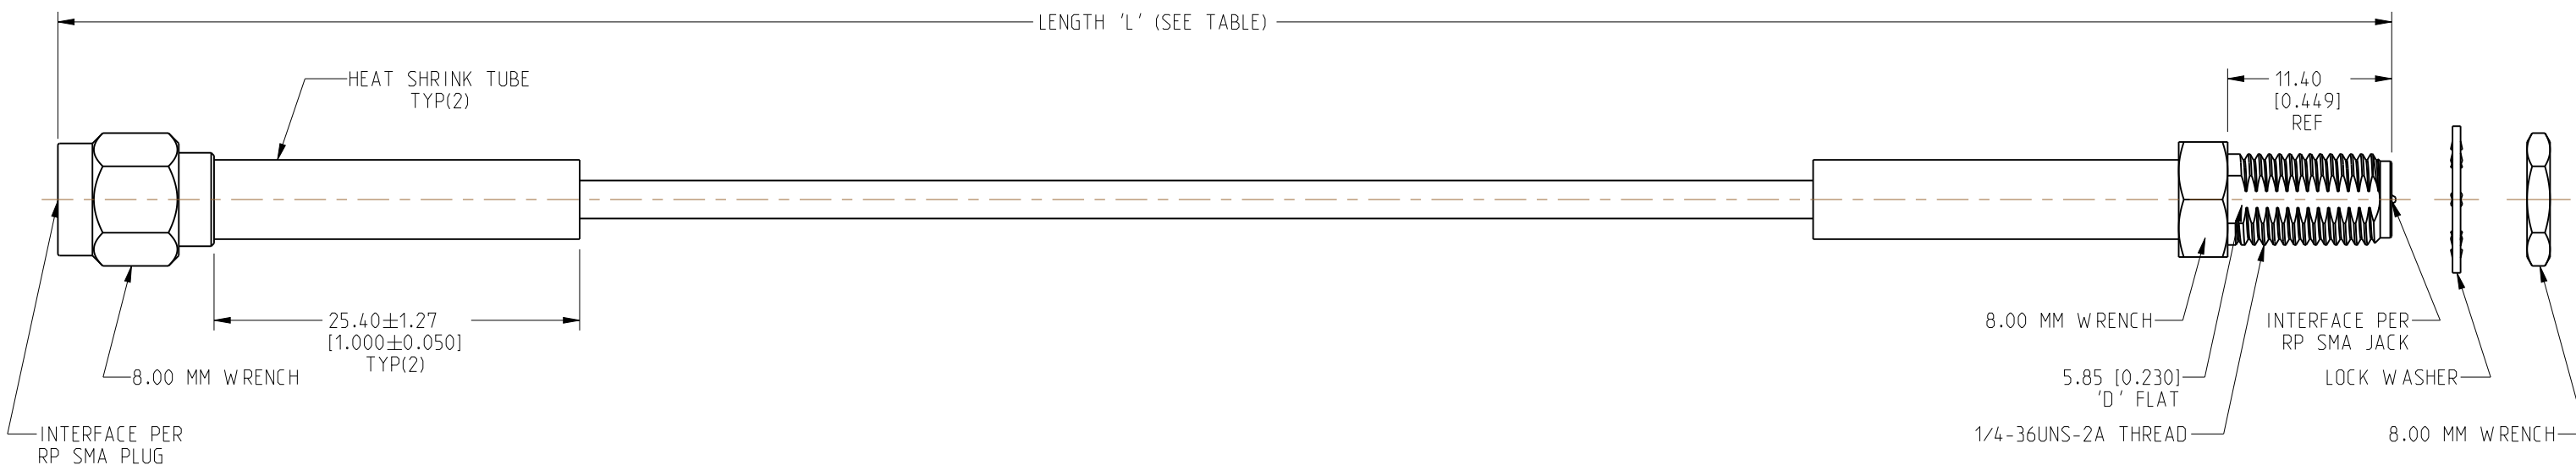 LENGTH 'L' (SEE TABLE)
HEAT SHRINK TUBE
TYP(2)
11.40
[0.449]
REF
25.40±1.27
[1.000±0.050]
TYP(2)
8.00 MM WRENCH
INTERFACE PER
RP SMA PLUG
8.00 MM WRENCH
5.85 [0.230]
'D' FLAT
1/4-36UNS-2A THREAD
INTERFACE PER
RP SMA JACK
LOCK WASHER
8.00 MM WRENCH